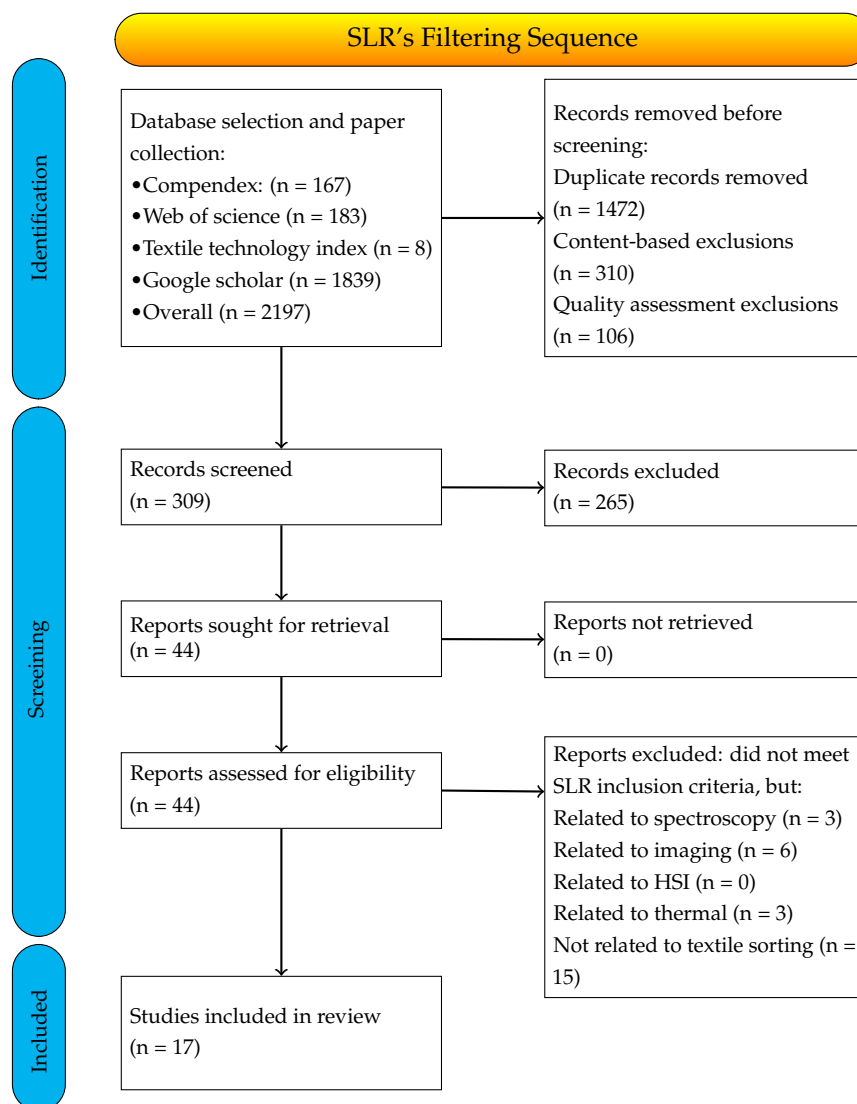 SLR's Filtering Sequence
Identification
Database selection and paper
collection:
•Compendex: (n = 167)
•Web of science (n = 183)
•Textile technology index (n = 8)
•Google scholar (n = 1839)
•Overall (n = 2197)
Records removed before
screening:
Duplicate records removed
(n = 1472)
Content-based exclusions
(n = 310)
Quality assessment exclusions
(n = 106)
Screeining
Records screened
(n = 309)
Records excluded
(n = 265)
Reports sought for retrieval
(n = 44)
Reports not retrieved
(n = 0)
Reports assessed for eligibility
(n = 44)
Reports excluded: did not meet
SLR inclusion criteria, but:
Related to spectroscopy (n = 3)
Related to imaging (n = 6)
Related to HSI (n = 0)
Related to thermal (n = 3)
Not related to textile sorting (n =
15)
Included
Studies included in review
(n = 17)